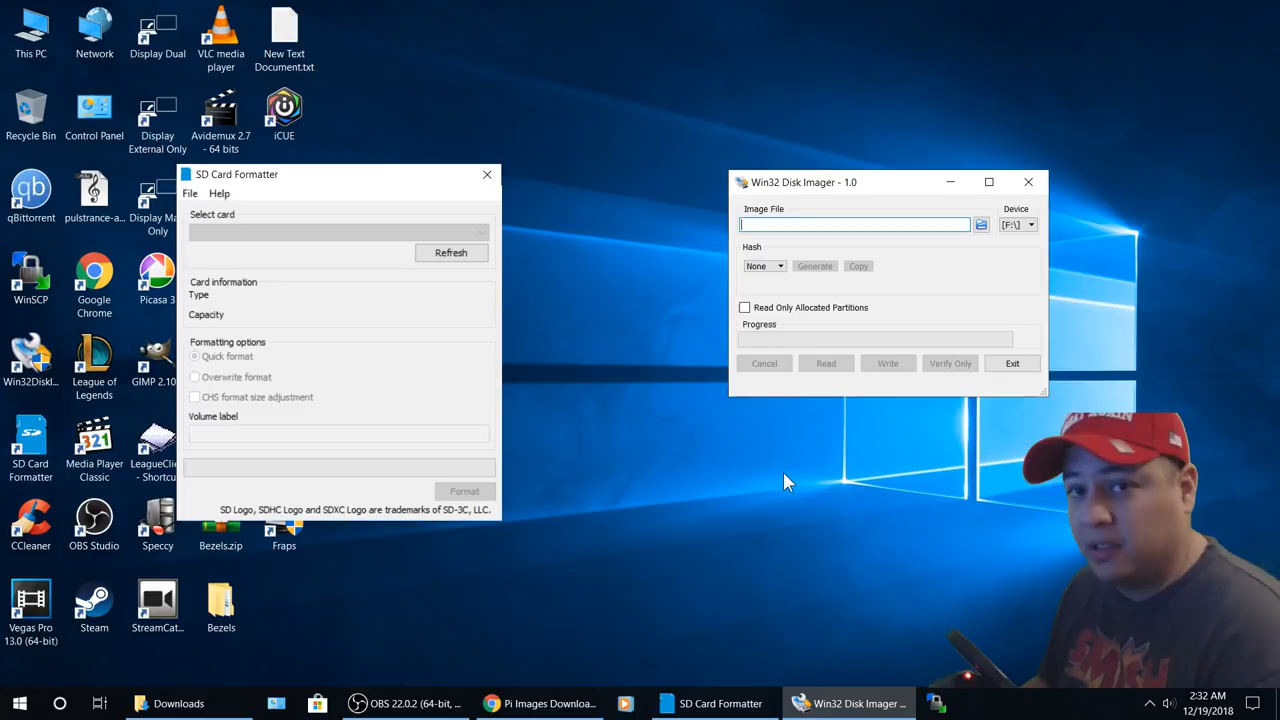 This PC
Network
Display Dual
VLC media
player
New Text
Document.txt
Recycle Bin
Control Panel
Display
External Only
Avidemux 2.7
- 64 bits
iCUE
qBittorrent
pulstrance-a...
Display Ma
Only
WinSCP
Google
Chrome
Picasa 3
Win32DiskI...
League of
Legends
GIMP 2.10
SD Card
Formatter
Media Player
Classic
LeagueClie
- Shortcu
CCleaner
OBS Studio
Speccy
Bezels.zip
Fraps
Vegas Pro
13.0 (64-bit)
Steam
StreamCat...
Bezels
SD Card Formatter
File Help
Select card
Refresh
Card information
Type
Capacity
Formatting options
Quick format
Overwrite format
CHS format size adjustment
Volume label
Format
SD Logo, SDHC Logo and SDXC Logo are trademarks of SD-3C, LLC.
Win32 Disk Imager - 1.0
Image File
Device
[F:\]
Hash
None
Generate
Copy
Read Only Allocated Partitions
Progress
Cancel
Read
Write
Verify Only
Exit
Downloads
OBS 22.0.2 (64-bit, ...
Pi Images Downloa...
SD Card Formatter
Win32 Disk Imager ...
2:32 AM
12/19/2018